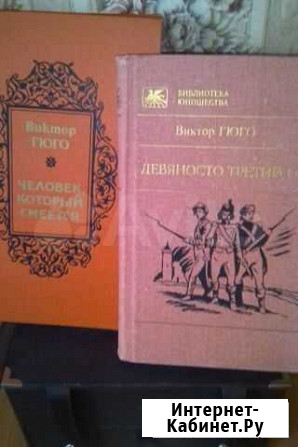 Виктор
ГЮГО
ЧЕЛОВЕК,
КОТОРЫЙ
СМЕЕТСЯ
БИБЛИОТЕКА
ЮНОШЕСТВА
Виктор ГЮГО
ДЕВЯНОСТО ТРЕТИЙ Г
Интернет-
Кабинет.Ру